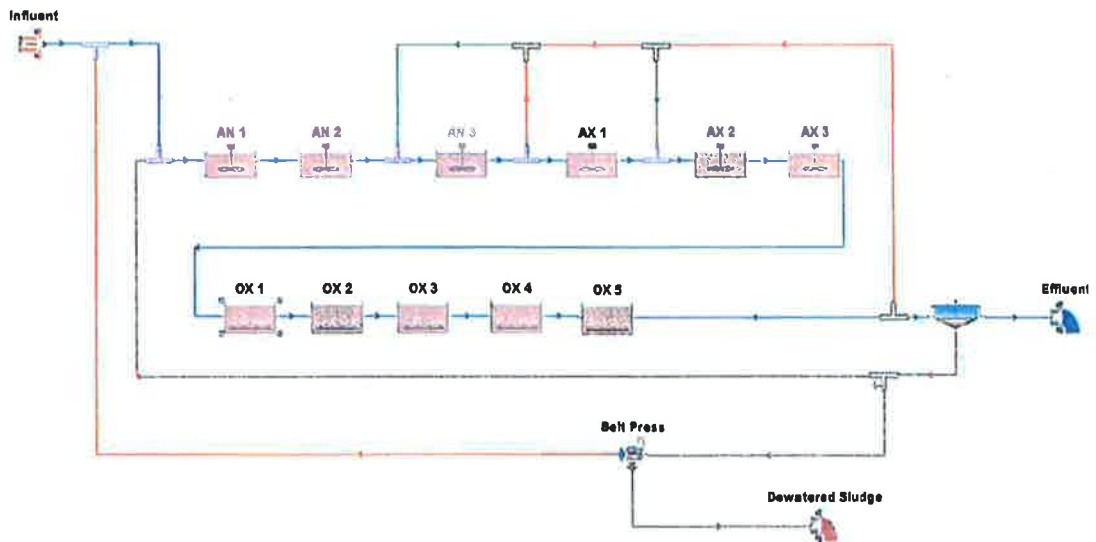 Influent
AN 1
AN 2
AN 3
AX 1
AX 2
AX 3
OX 1
OX 2
OX 3
OX 4
OX 5
Effluent
Belt Press
Dewatered Sludge